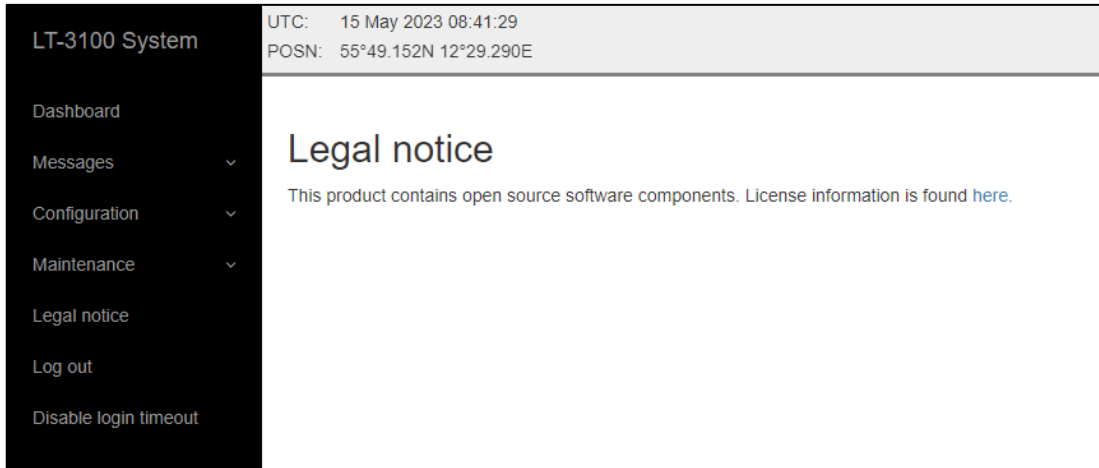 LT-3100 System
UTC: 15 May 2023 08:41:29
POSN: 55°49.152N 12°29.290E
Dashboard
Messages
Configuration
Maintenance
Legal notice
Log out
Disable login timeout
Legal notice
This product contains open source software components. License information is found here.